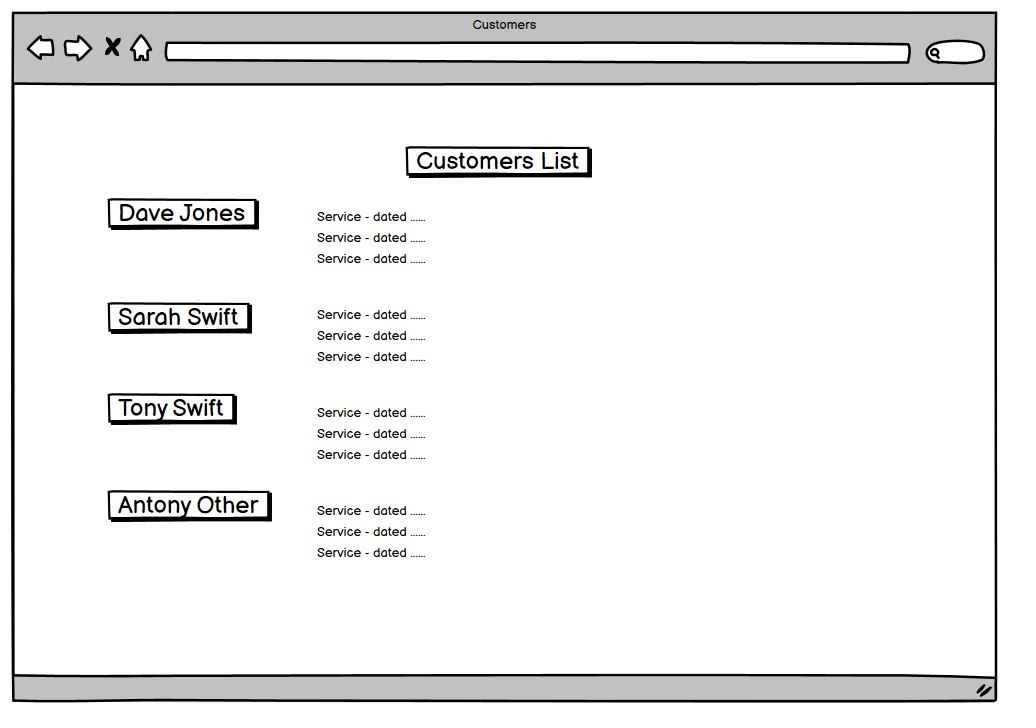 Customers
Customers List
Dave Jones
Service - dated ......
Service - dated ......
Service - dated ......
Sarah Swift
Service - dated ......
Service - dated ......
Service - dated ......
Tony Swift
Service - dated ......
Service - dated ......
Service - dated ......
Antony Other
Service - dated ......
Service - dated ......
Service - dated ......